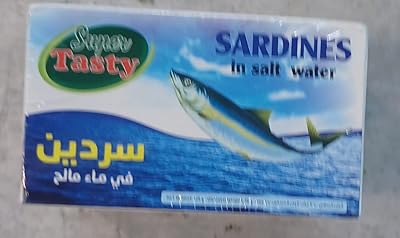 Super
Tasty
SARDINES
in salt water
سردين
في ماء مالح